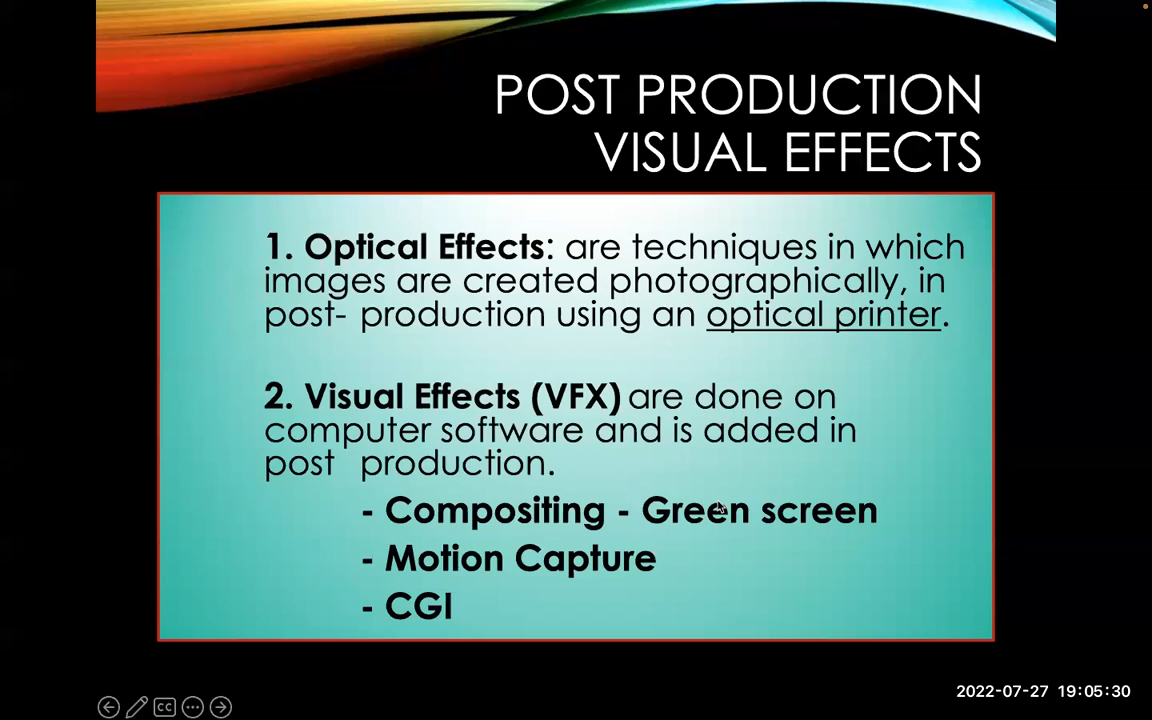 POST PRODUCTION
VISUAL EFFECTS
1. Optical Effects: are techniques in which
images are created photographically, in
post- production using an optical printer.
2. Visual Effects (VFX) are done on
computer software and is added in
post production.
- Compositing - Green screen
- Motion Capture
- CGI
CC
2022-07-27 19:05:30